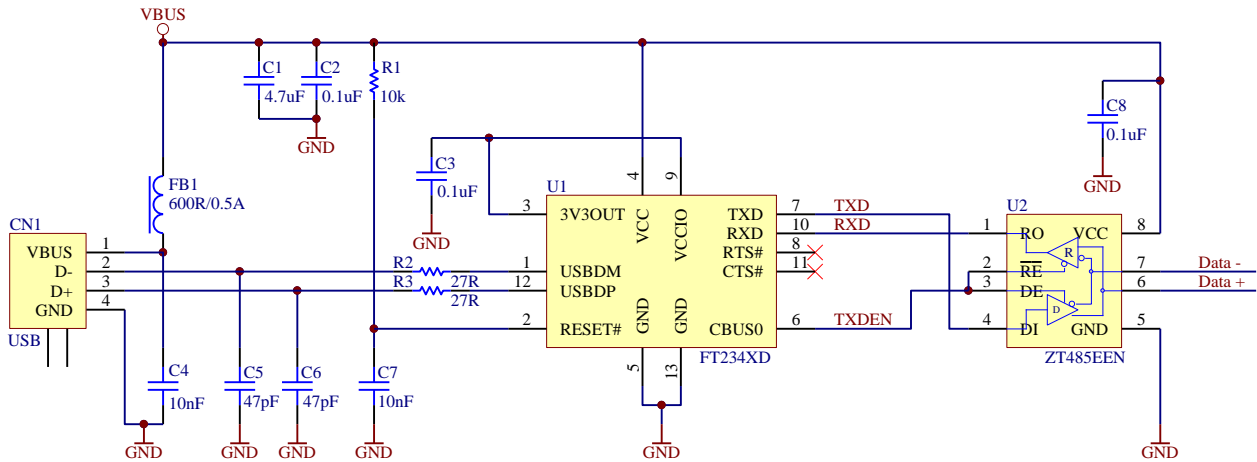 VBUS
C1
4.7uF
C2
0.1uF
R1
10k
GND
C8
0.1uF
GND
FB1
600R/0.5A
C3
0.1uF
GND
CN1
VBUS 1
D- 2
D+ 3
GND 4
USB
R2
27R
R3
27R
U1
3 3V3OUT
1 USBDM
12 USBDP
2 RESET#
4 VCC
9 VCCIO
GND 5
GND 13
TXD 7
RXD 10
RTS# 8
CTS# 11
CBUS0 6
FT234XD
TXD
RXD
TXDEN
U2
1 RO
2 RE
3 DE
4 DI
VCC 8
7
6
GND 5
R
D
ZT485EEN
Data -
Data +
C4
10nF
C5
47pF
C6
47pF
C7
10nF
GND
GND
GND
GND
GND
GND